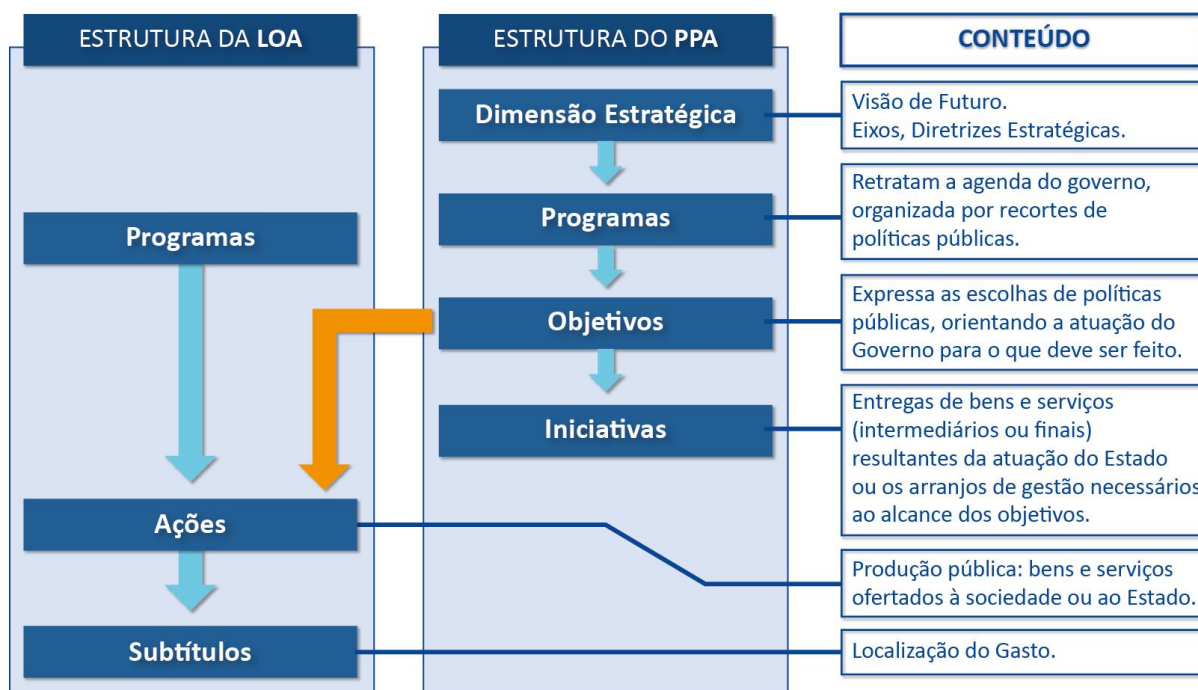 ESTRUTURA DA LOA
Programas
Ações
Subtítulos
ESTRUTURA DO PPA
Dimensão Estratégica
Programas
Objetivos
Iniciativas
CONTEÚDO
Visão de Futuro.
Eixos, Diretrizes Estratégicas.
Retratam a agenda do governo,
organizada por recortes de
políticas públicas.
Expressa as escolhas de políticas
públicas, orientando a atuação do
Governo para o que deve ser feito.
Entregas de bens e serviços
(intermediários ou finais)
resultantes da atuação do Estado
ou os arranjos de gestão necessários
ao alcance dos objetivos.
Produção pública: bens e serviços
ofertados à sociedade ou ao Estado.
Localização do Gasto.